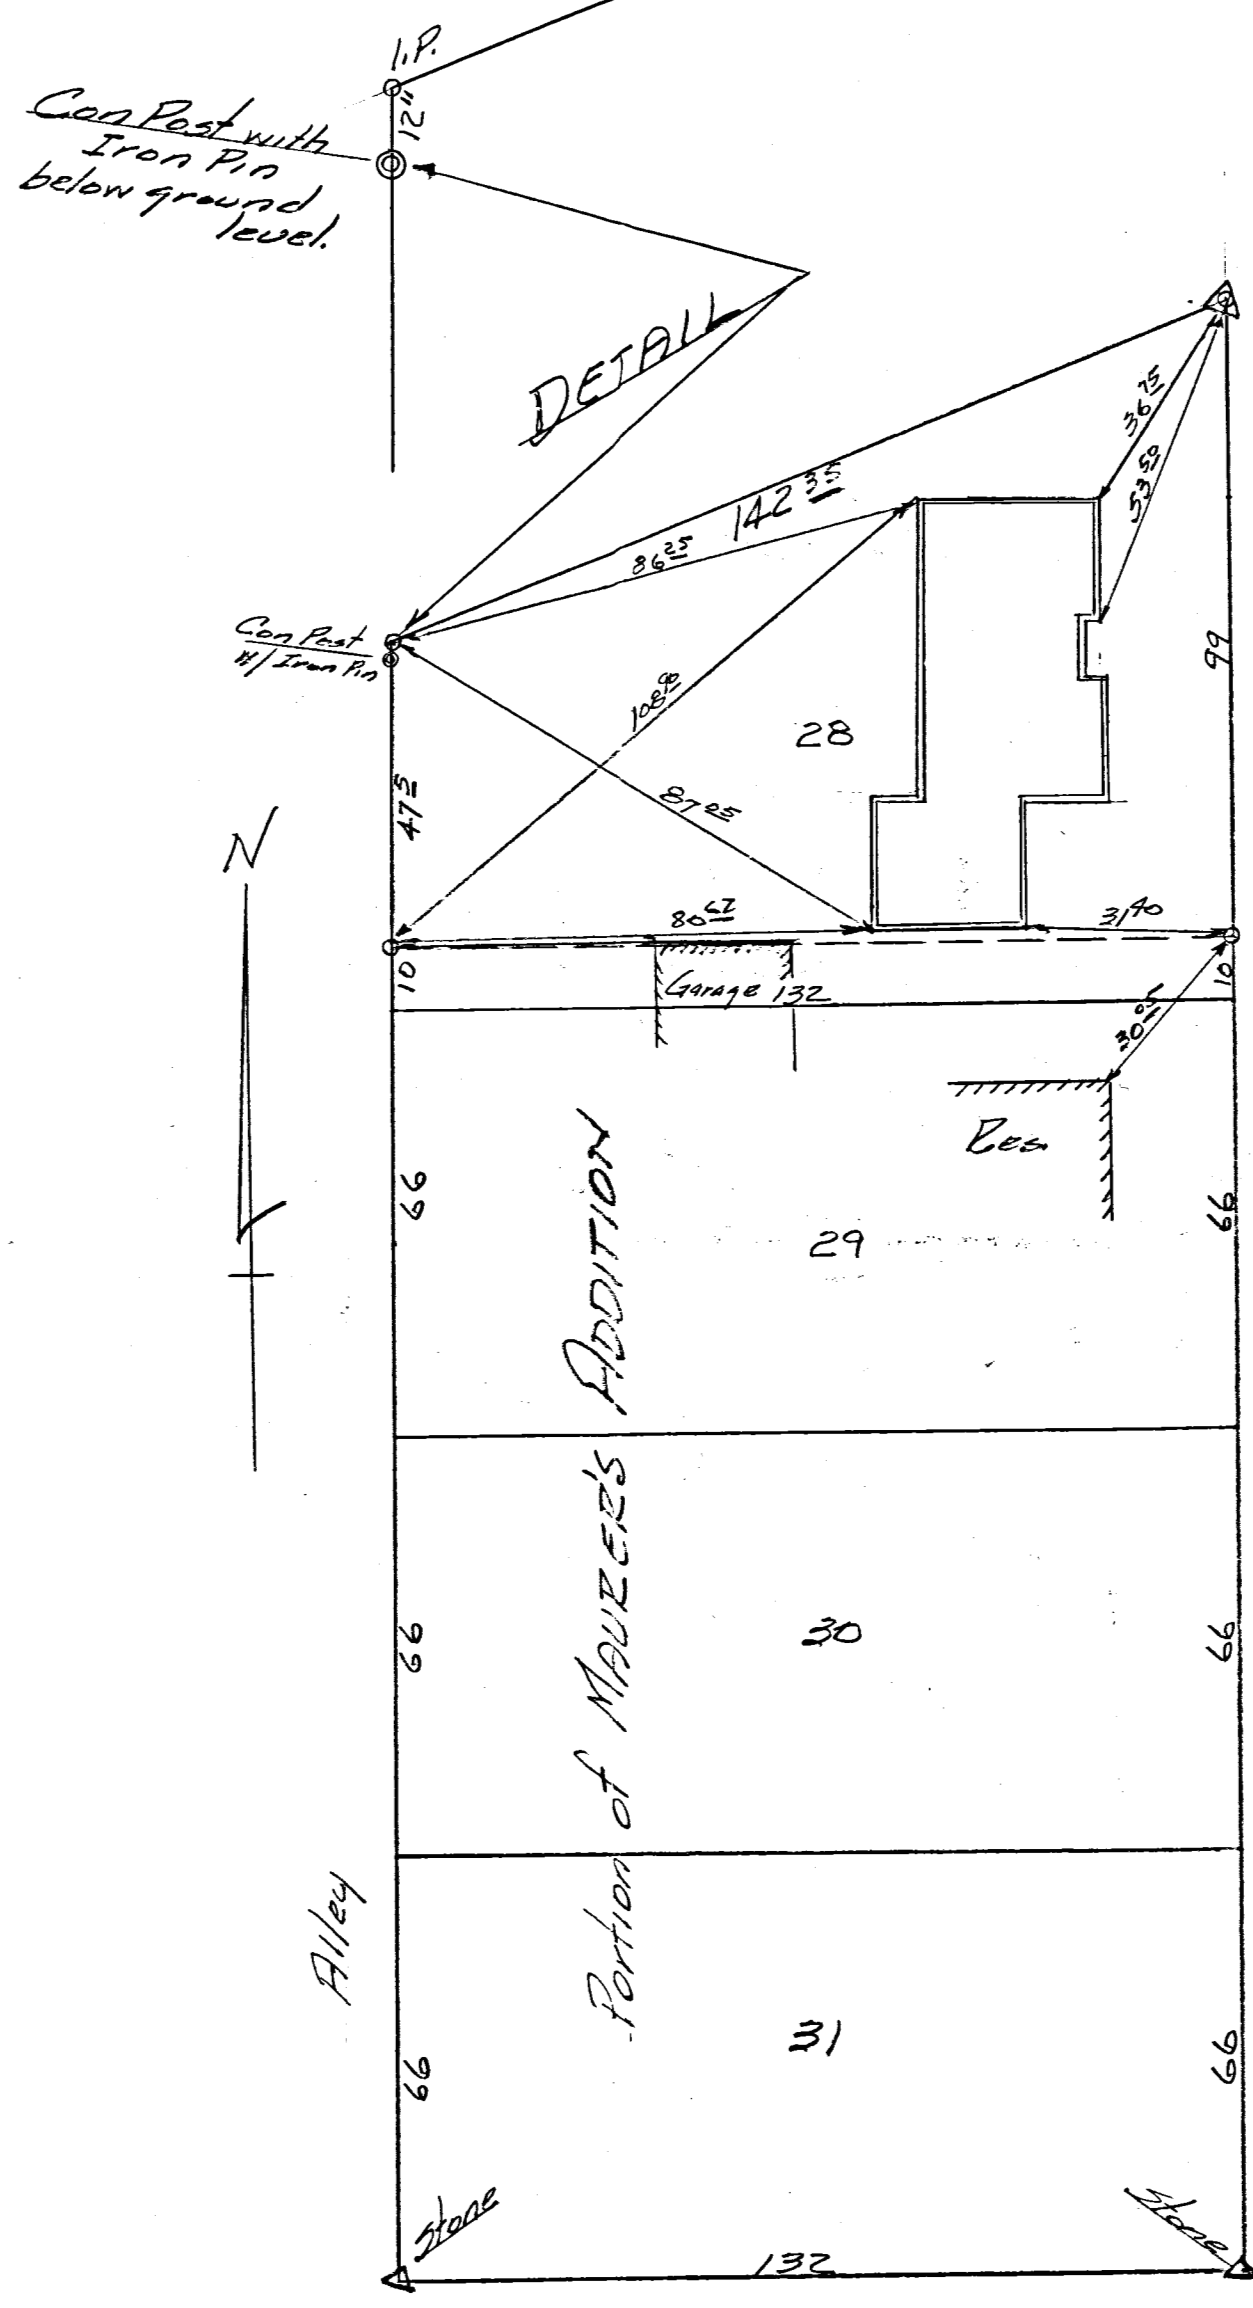 I.P.
12"
Con Post with
Iron Pin
below ground
level.
DETAIL
36 75
53 50
142 35
86 25
Con Post
W/ Iron Pin
108 90
99
28
47 5
87 05
N
80 62
31 40
10
Garage 132
10
30 05
Res.
66
66
29
Portion of MAURER'S ADDITION
66
30
66
Alley
31
66
66
Stone
Stone
132